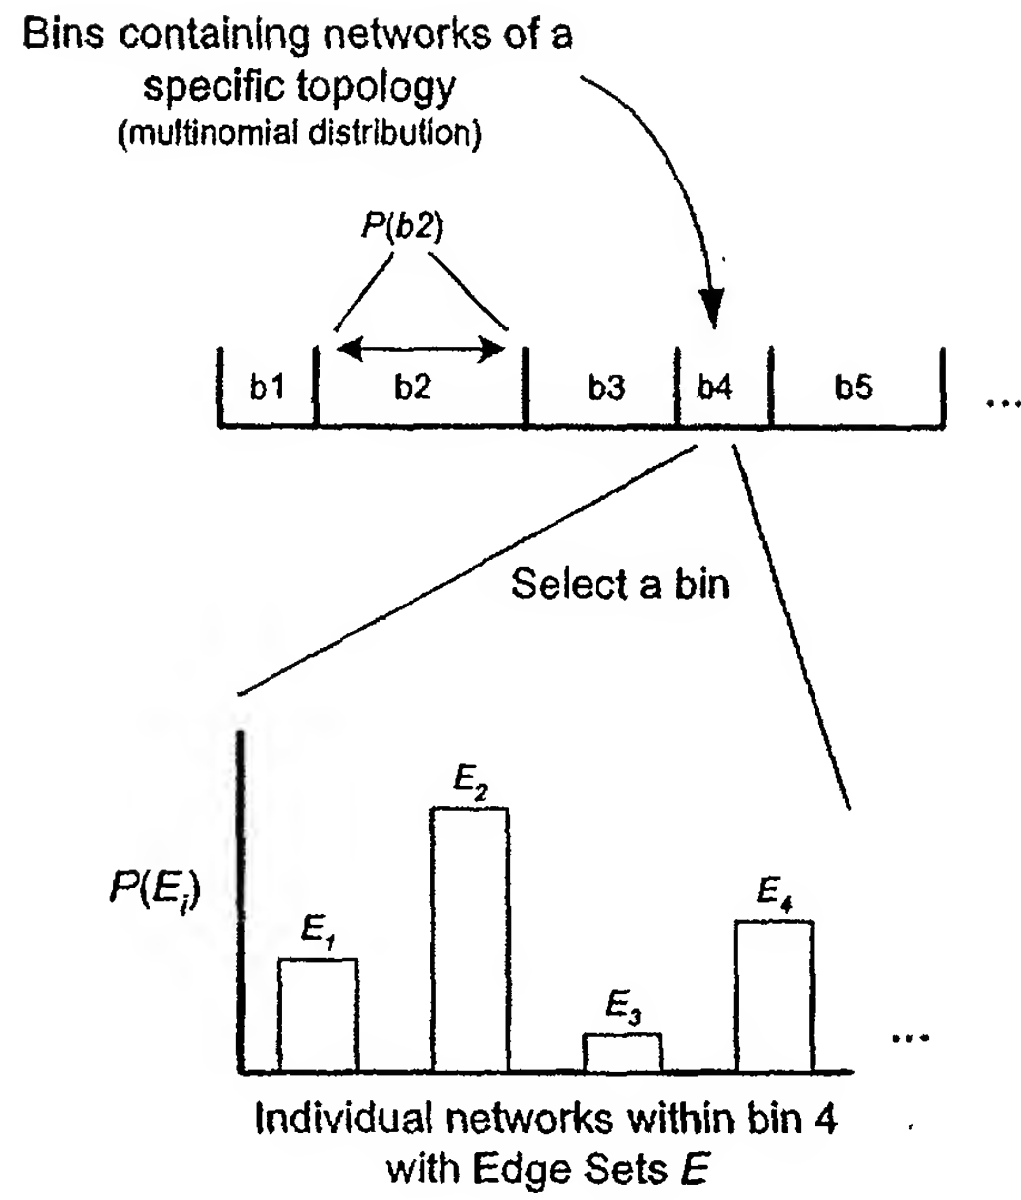 Bins containing networks of a
specific topology
(multinomial distribution)
P(b2)
b1 b2 b3 b4 b5 ...
Select a bin
E2
P(Ei)
E4
E1
E3
...
Individual networks within bin 4
with Edge Sets E